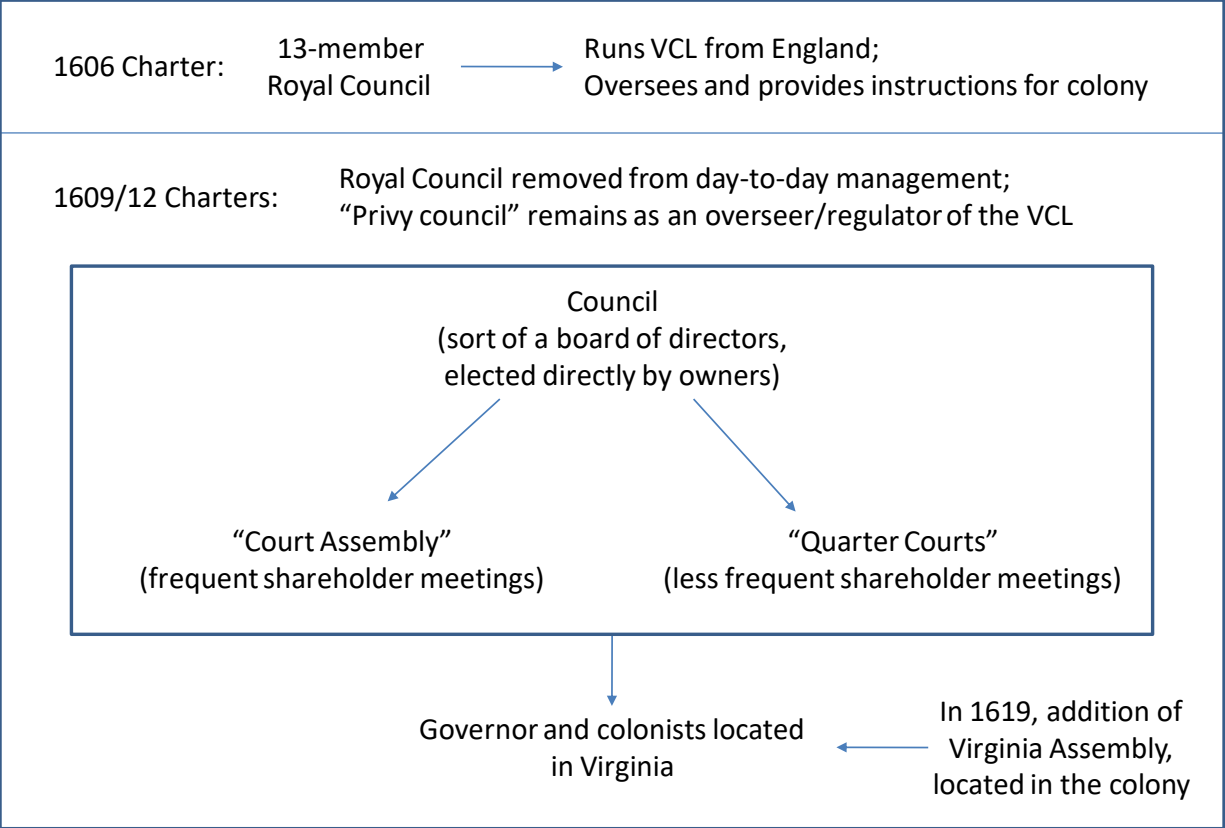 1606 Charter:
13-member
Royal Council
Runs VCL from England;
Oversees and provides instructions for colony
1609/12 Charters:
Royal Council removed from day-to-day management;
“Privy council” remains as an overseer/regulator of the VCL
Council
(sort of a board of directors,
elected directly by owners)
“Court Assembly”
(frequent shareholder meetings)
“Quarter Courts”
(less frequent shareholder meetings)
Governor and colonists located
in Virginia
In 1619, addition of
Virginia Assembly,
located in the colony